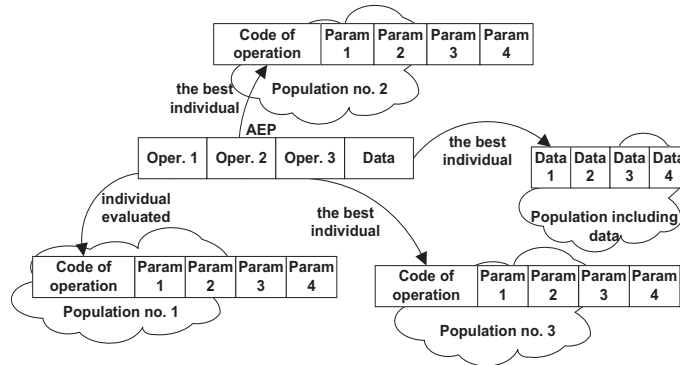 Code of operation Param 1 Param 2 Param 3 Param 4
the best individual
Population no. 2
AEP
Oper. 1 Oper. 2 Oper. 3 Data
the best individual
Data 1 Data 2 Data 3 Data 4
individual evaluated
the best individual
Population including data
Code of operation Param 1 Param 2 Param 3 Param 4
Population no. 1
Code of operation Param 1 Param 2 Param 3 Param 4
Population no. 3